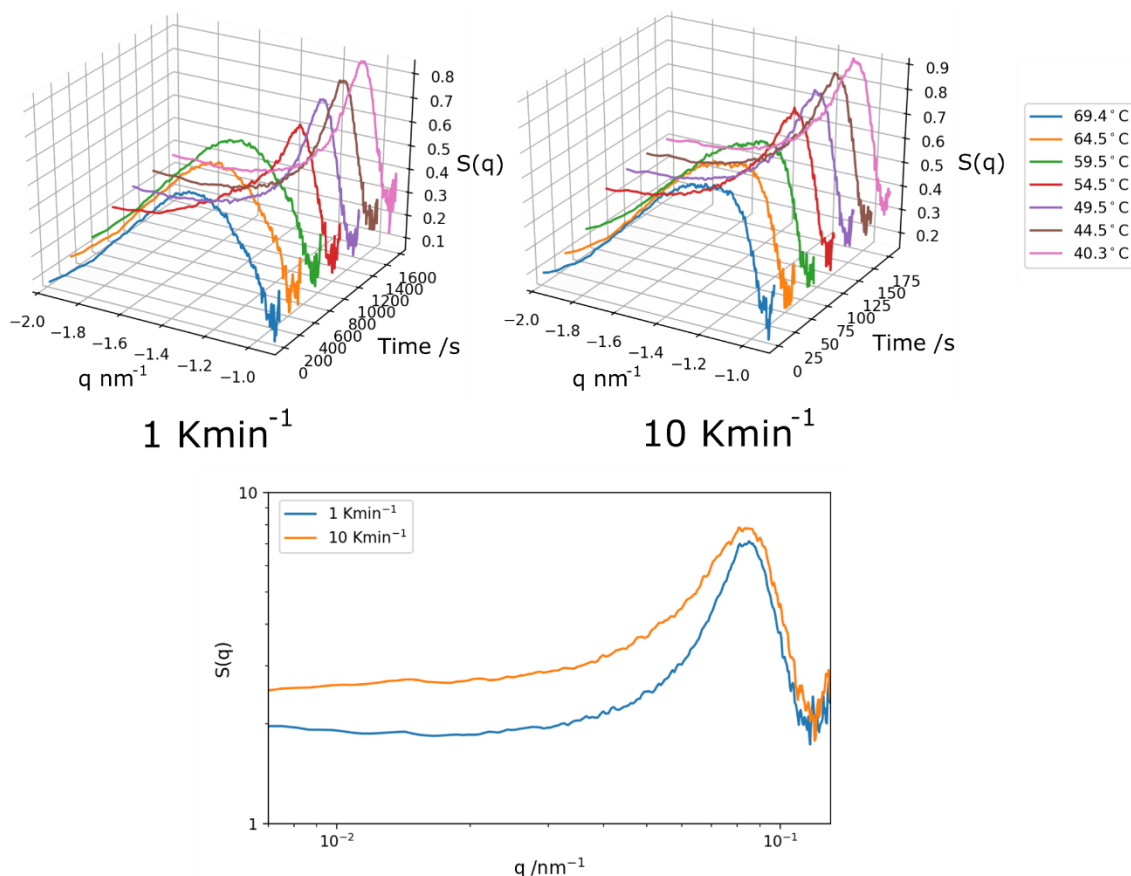 0.8
0.7
0.6
0.5
0.4
0.3
0.2
0.1
S(q)
1600
1400
1200
1000
800
600
400
200
0
Time /s
−2.0
−1.8
−1.6
−1.4
−1.2
−1.0
q nm⁻¹
1 Kmin⁻¹
0.9
0.8
0.7
0.6
0.5
0.4
0.3
0.2
S(q)
175
150
125
100
75
50
25
0
Time /s
−2.0
−1.8
−1.6
−1.4
−1.2
−1.0
q nm⁻¹
10 Kmin⁻¹
69.4°C
64.5°C
59.5°C
54.5°C
49.5°C
44.5°C
40.3°C
10
1 Kmin⁻¹
10 Kmin⁻¹
S(q)
1
10⁻²
10⁻¹
q /nm⁻¹